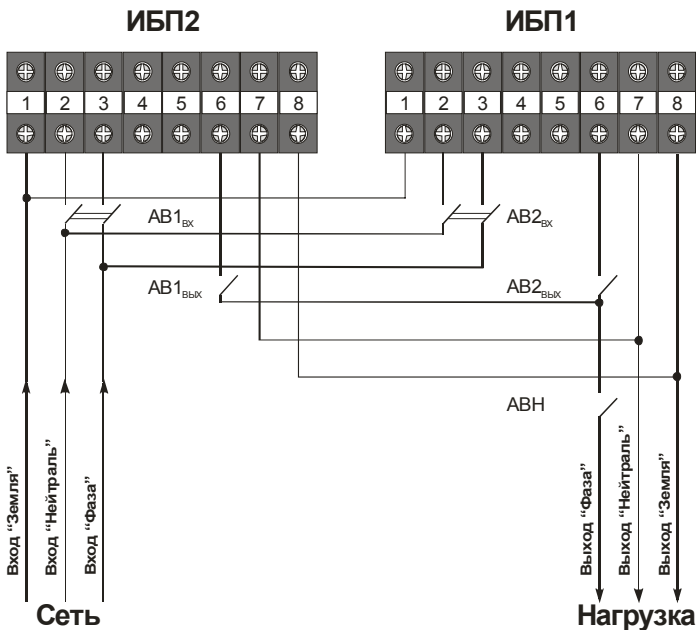 ИБП2 ИБП1
1 2 3 4 5 6 7 8 1 2 3 4 5 6 7 8
АВ1вх АВ2вх
АВ1вых АВ2вых
АВН
Вход “Земля”
Вход “Нейтраль”
Вход “Фаза”
Выход “Фаза”
Выход “Нейтраль”
Выход “Земля”
Сеть Нагрузка